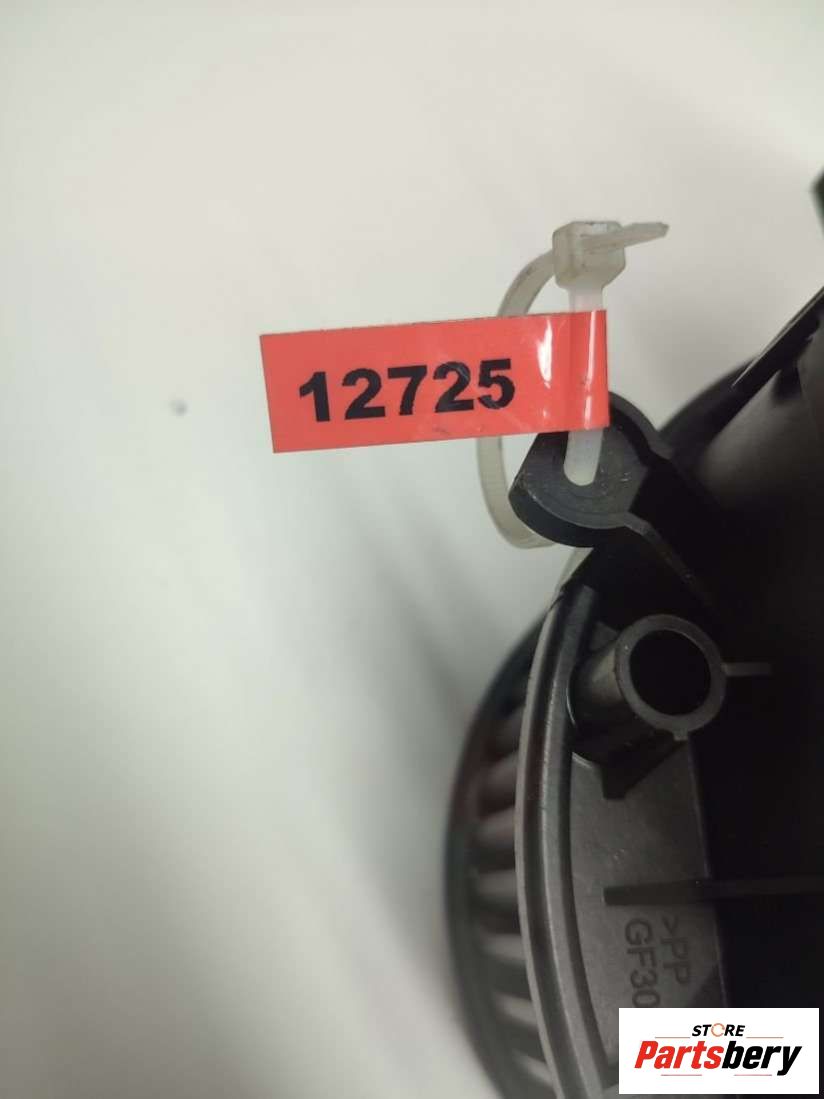 12725
>PP
GF30
STORE
Partsbery